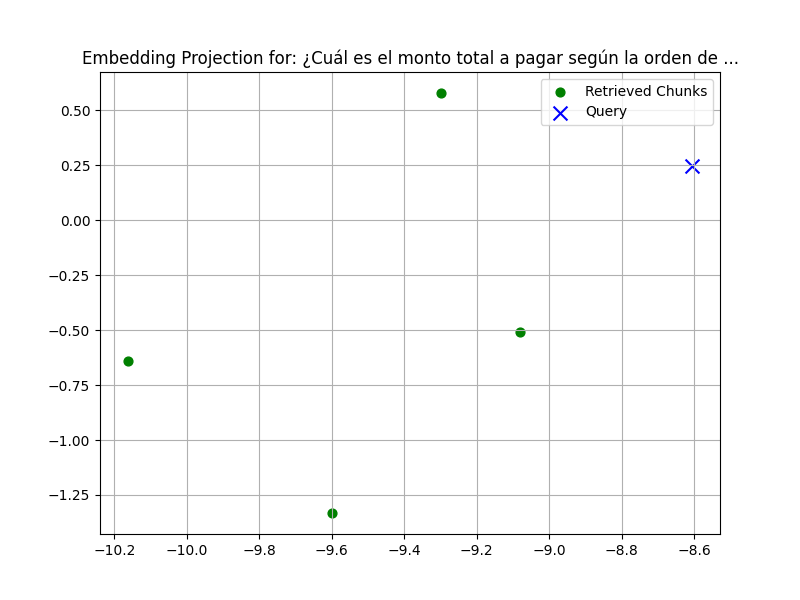 Embedding Projection for: ¿Cuál es el monto total a pagar según la orden de ...
Retrieved Chunks
Query
0.50
0.25
0.00
−0.25
−0.50
−0.75
−1.00
−1.25
−10.2 −10.0 −9.8 −9.6 −9.4 −9.2 −9.0 −8.8 −8.6